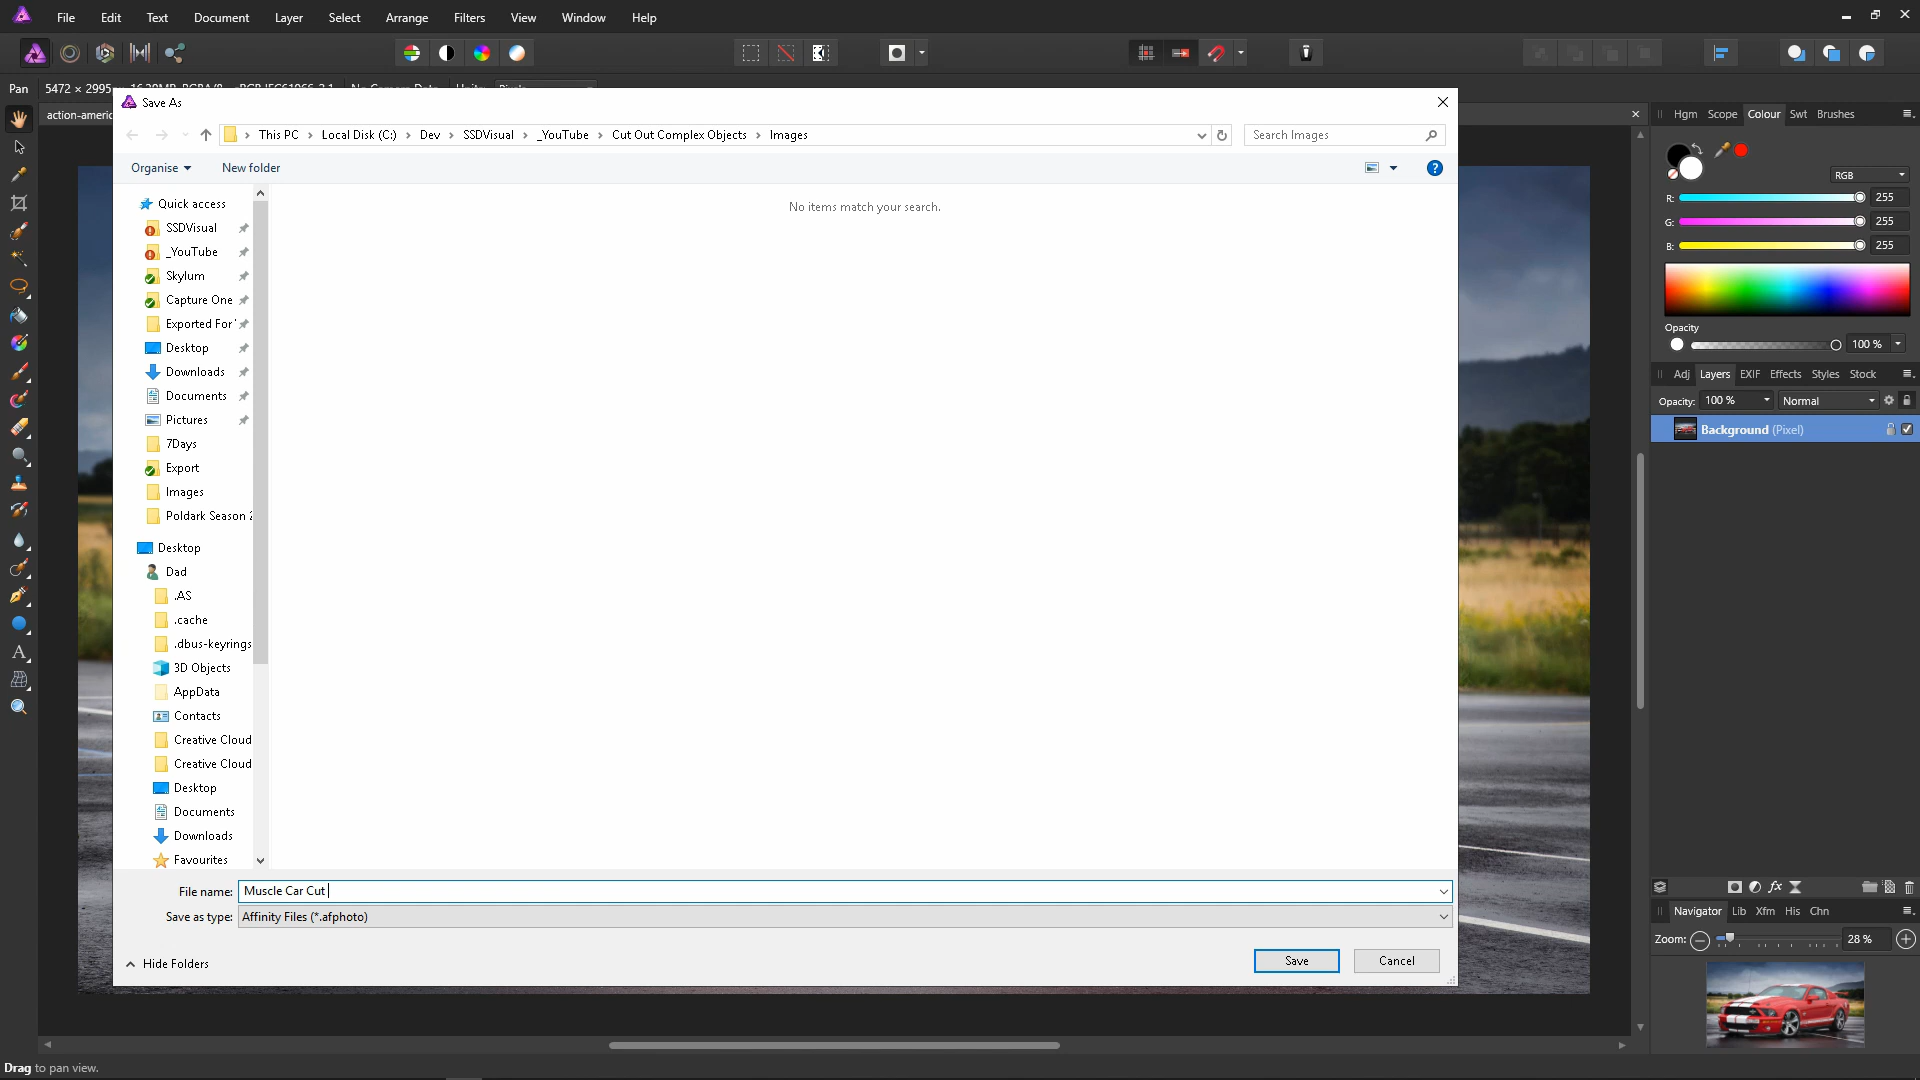 File Edit Text Document Layer Select Arrange Filters View Window Help
Pan 5472 × 2995
action-americ
Save As
This PC > Local Disk (C:) > Dev > SSDVisual > _YouTube > Cut Out Complex Objects > Images
Search Images
Organise
New folder
No items match your search.
Quick access
SSDVisual
_YouTube
Skylum
Capture One
Exported For
Desktop
Downloads
Documents
Pictures
7Days
Export
Images
Poldark Season 2
Desktop
Dad
.AS
.cache
.dbus-keyrings
3D Objects
AppData
Contacts
Creative Cloud
Creative Cloud
Desktop
Documents
Downloads
Favourites
File name: Muscle Car Cut
Save as type: Affinity Files (*.afphoto)
Hide Folders
Save
Cancel
Hgm Scope Colour Swt Brushes
RGB
R: 255
G: 255
B: 255
Opacity
100 %
Adj Layers EXIF Effects Styles Stock
Opacity: 100 % Normal
Background (Pixel)
Navigator Lib Xfm His Chn
Zoom: 28 %
Drag to pan view.